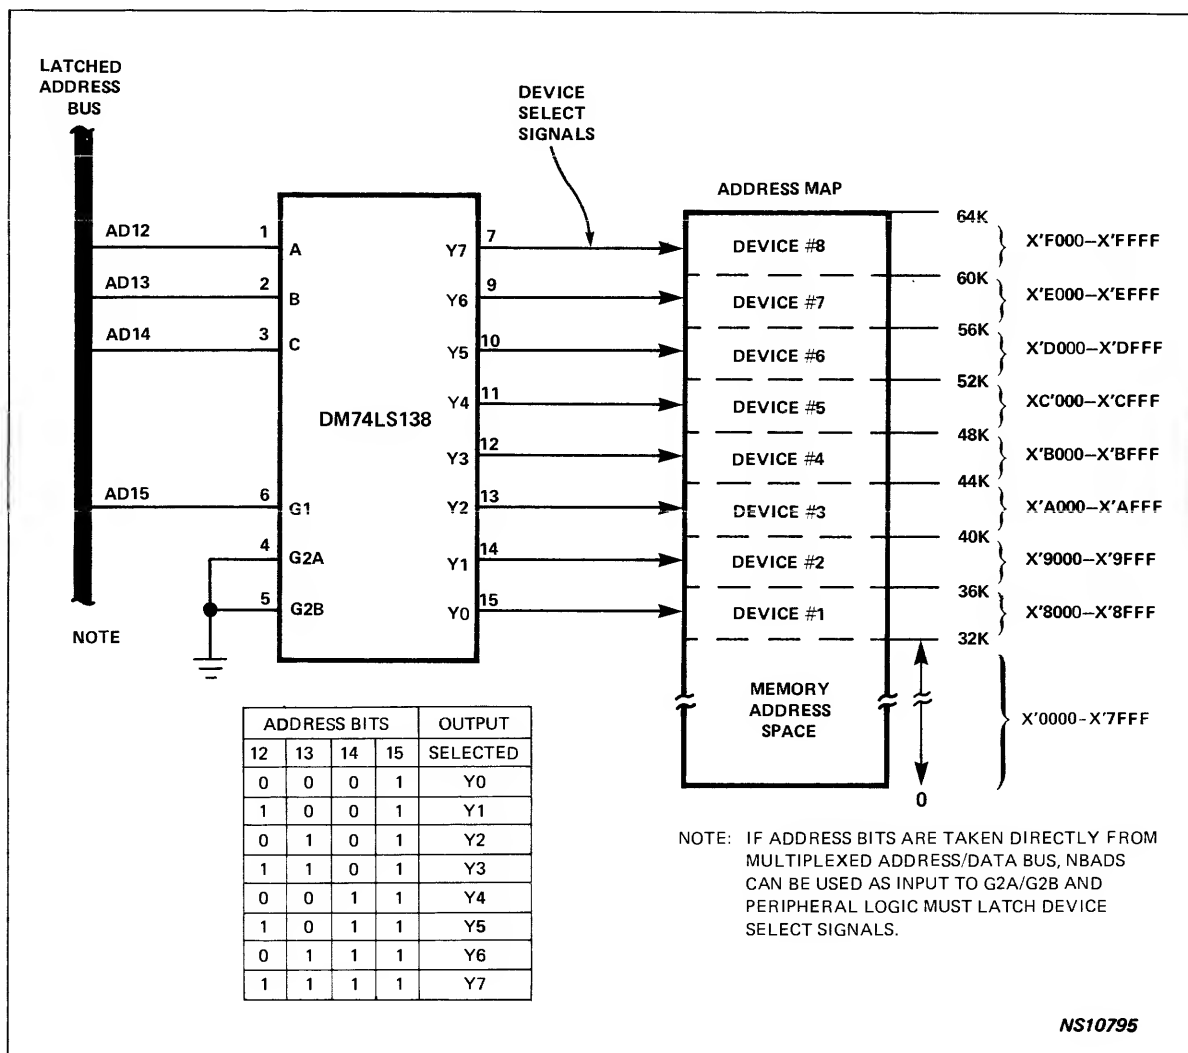 LATCHED
ADDRESS
BUS
DEVICE
SELECT
SIGNALS
ADDRESS MAP
AD12 1 A
AD13 2 B
AD14 3 C
DM74LS138
AD15 6 G1
4 G2A
5 G2B
NOTE
Y7 7
Y6 9
Y5 10
Y4 11
Y3 12
Y2 13
Y1 14
Y0 15
64K
DEVICE #8 X'F000–X'FFFF
60K
DEVICE #7 X'E000–X'EFFF
56K
DEVICE #6 X'D000–X'DFFF
52K
DEVICE #5 XC'000–X'CFFF
48K
DEVICE #4 X'B000–X'BFFF
44K
DEVICE #3 X'A000–X'AFFF
40K
DEVICE #2 X'9000–X'9FFF
36K
DEVICE #1 X'8000–X'8FFF
32K
MEMORY
ADDRESS
SPACE
X'0000-X'7FFF
0
ADDRESS BITS OUTPUT
12 13 14 15 SELECTED
0 0 0 1 Y0
1 0 0 1 Y1
0 1 0 1 Y2
1 1 0 1 Y3
0 0 1 1 Y4
1 0 1 1 Y5
0 1 1 1 Y6
1 1 1 1 Y7
NOTE: IF ADDRESS BITS ARE TAKEN DIRECTLY FROM
MULTIPLEXED ADDRESS/DATA BUS, NBADS
CAN BE USED AS INPUT TO G2A/G2B AND
PERIPHERAL LOGIC MUST LATCH DEVICE
SELECT SIGNALS.
NS10795